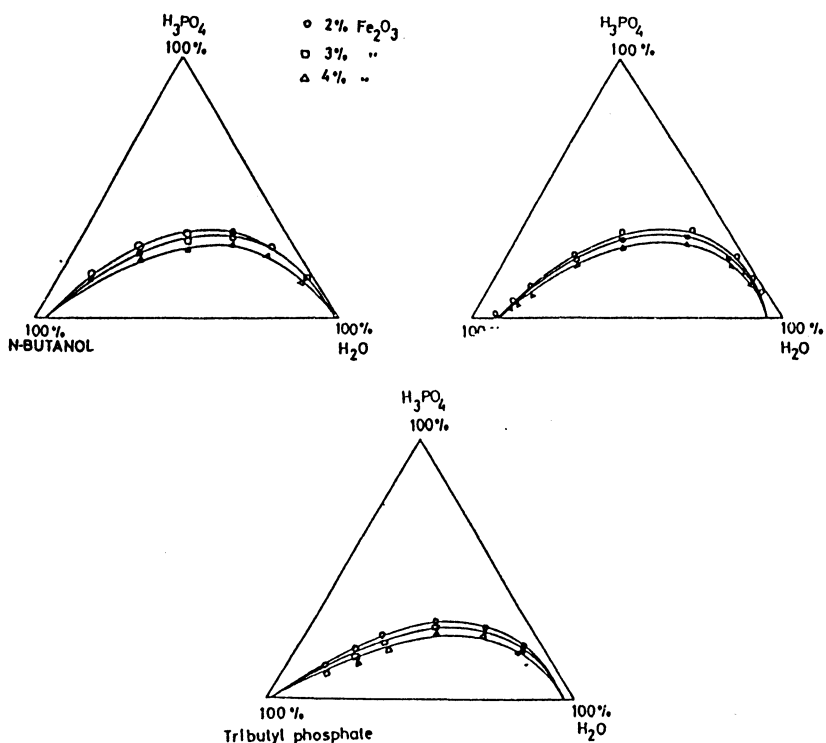 H3PO4
100%
○ 2% Fe2O3
□ 3% "
△ 4% "
100%
N-BUTANOL
100%
H2O
H3PO4
100%
100%
100%
H2O
H3PO4
100%
100%
Tributyl phosphate
100%
H2O